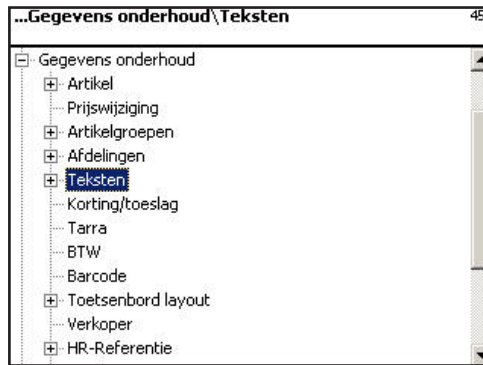 ...Gegevens onderhoud\Teksten 45
Gegevens onderhoud
Artikel
Prijswijziging
Artikelgroepen
Afdelingen
Teksten
Korting/toeslag
Tarra
BTW
Barcode
Toetsenbord layout
Verkoper
HR-Referentie